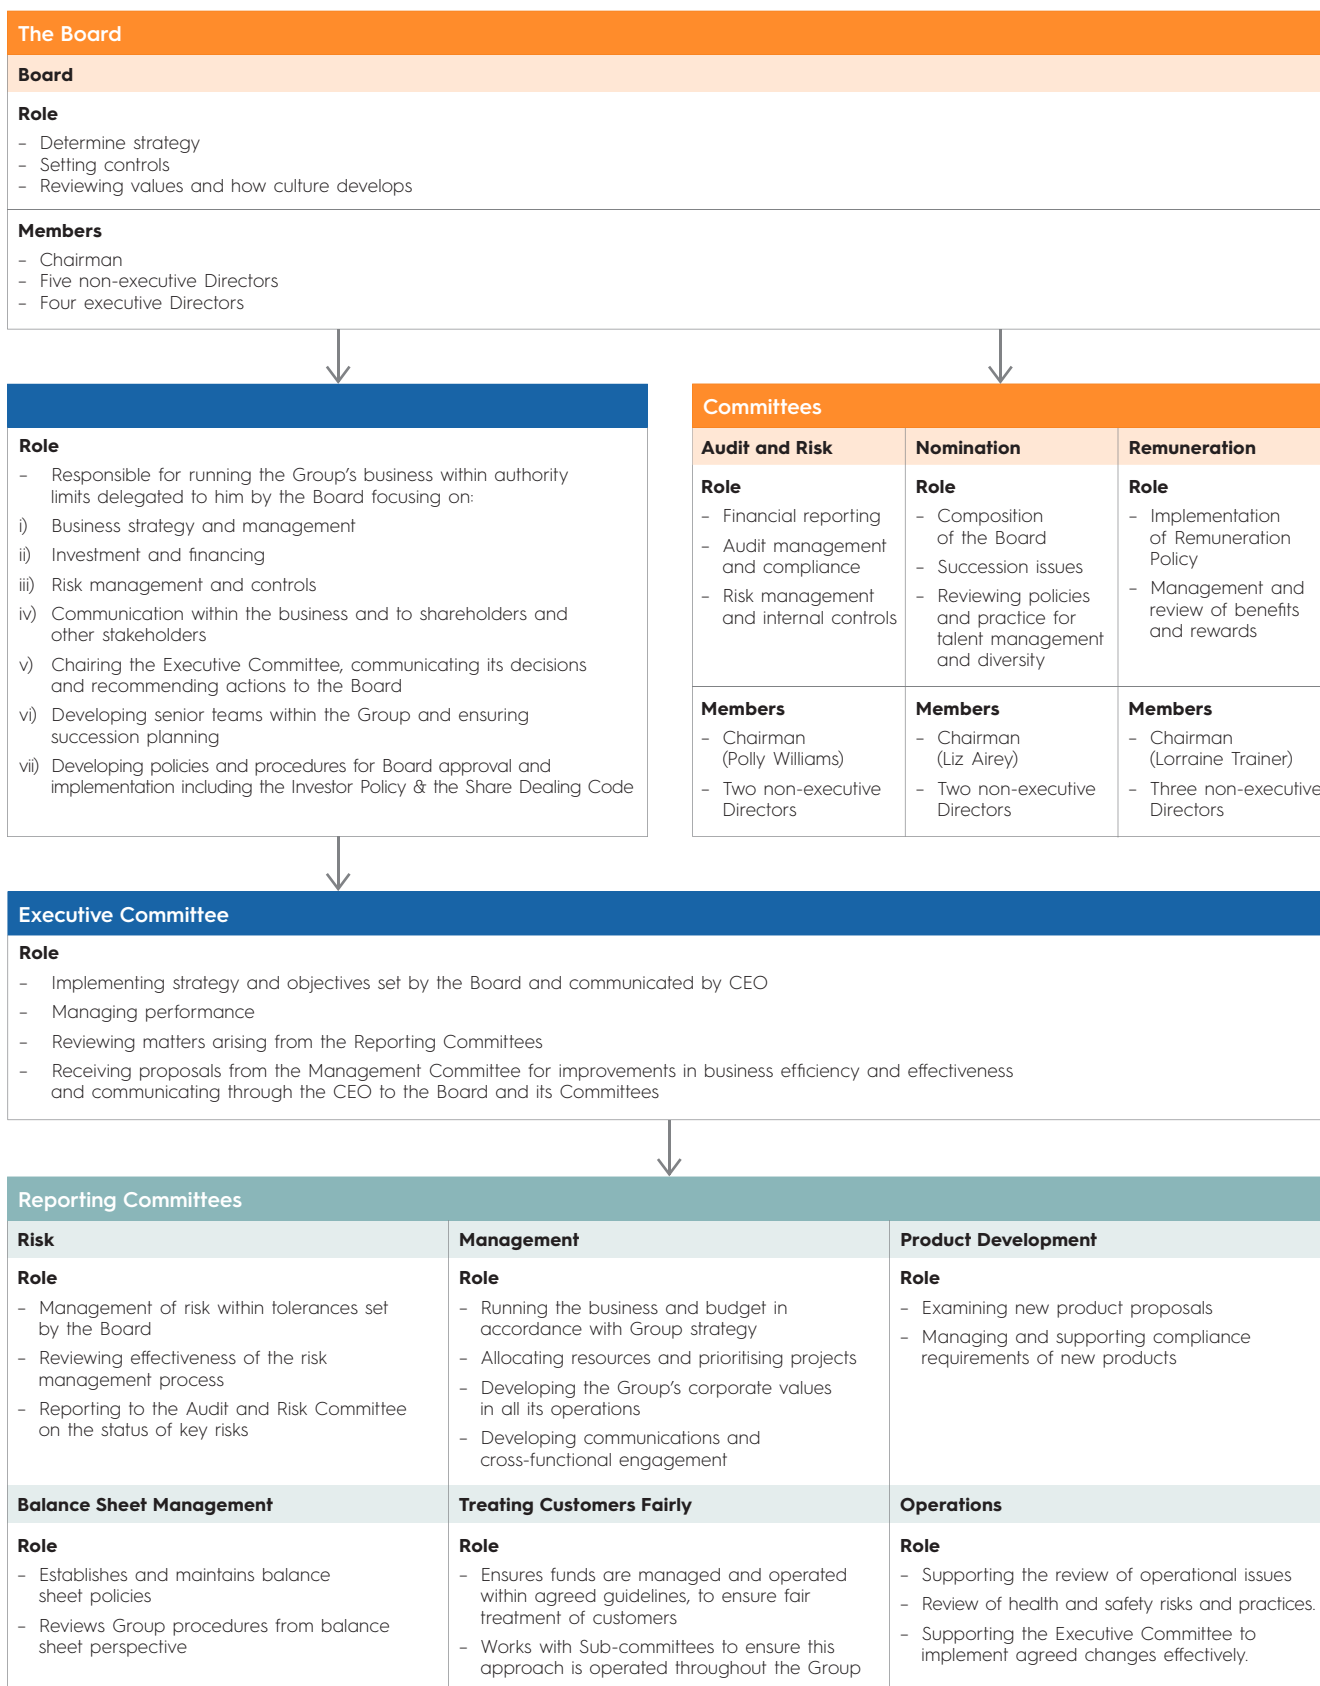 The Board
Board
Role
– Determine strategy
– Setting controls
– Reviewing values and how culture develops
Members
– Chairman
– Five non-executive Directors
– Four executive Directors
Role
– Responsible for running the Group's business within authority
limits delegated to him by the Board focusing on:
i) Business strategy and management
ii) Investment and financing
iii) Risk management and controls
iv) Communication within the business and to shareholders and
other stakeholders
v) Chairing the Executive Committee, communicating its decisions
and recommending actions to the Board
vi) Developing senior teams within the Group and ensuring
succession planning
vii) Developing policies and procedures for Board approval and
implementation including the Investor Policy & the Share Dealing Code
Committees
Audit and Risk
Role
– Financial reporting
– Audit management
and compliance
– Risk management
and internal controls
Members
– Chairman
(Polly Williams)
– Two non-executive
Directors
Nomination
Role
– Composition
of the Board
– Succession issues
– Reviewing policies
and practice for
talent management
and diversity
Members
– Chairman
(Liz Airey)
– Two non-executive
Directors
Remuneration
Role
– Implementation
of Remuneration
Policy
– Management and
review of benefits
and rewards
Members
– Chairman
(Lorraine Trainer)
– Three non-executive
Directors
Executive Committee
Role
– Implementing strategy and objectives set by the Board and communicated by CEO
– Managing performance
– Reviewing matters arising from the Reporting Committees
– Receiving proposals from the Management Committee for improvements in business efficiency and effectiveness
and communicating through the CEO to the Board and its Committees
Reporting Committees
Risk
Role
– Management of risk within tolerances set
by the Board
– Reviewing effectiveness of the risk
management process
– Reporting to the Audit and Risk Committee
on the status of key risks
Management
Role
– Running the business and budget in
accordance with Group strategy
– Allocating resources and prioritising projects
– Developing the Group's corporate values
in all its operations
– Developing communications and
cross-functional engagement
Product Development
Role
– Examining new product proposals
– Managing and supporting compliance
requirements of new products
Balance Sheet Management
Role
– Establishes and maintains balance
sheet policies
– Reviews Group procedures from balance
sheet perspective
Treating Customers Fairly
Role
– Ensures funds are managed and operated
within agreed guidelines, to ensure fair
treatment of customers
– Works with Sub-committees to ensure this
approach is operated throughout the Group
Operations
Role
– Supporting the review of operational issues
– Review of health and safety risks and practices.
– Supporting the Executive Committee to
implement agreed changes effectively.